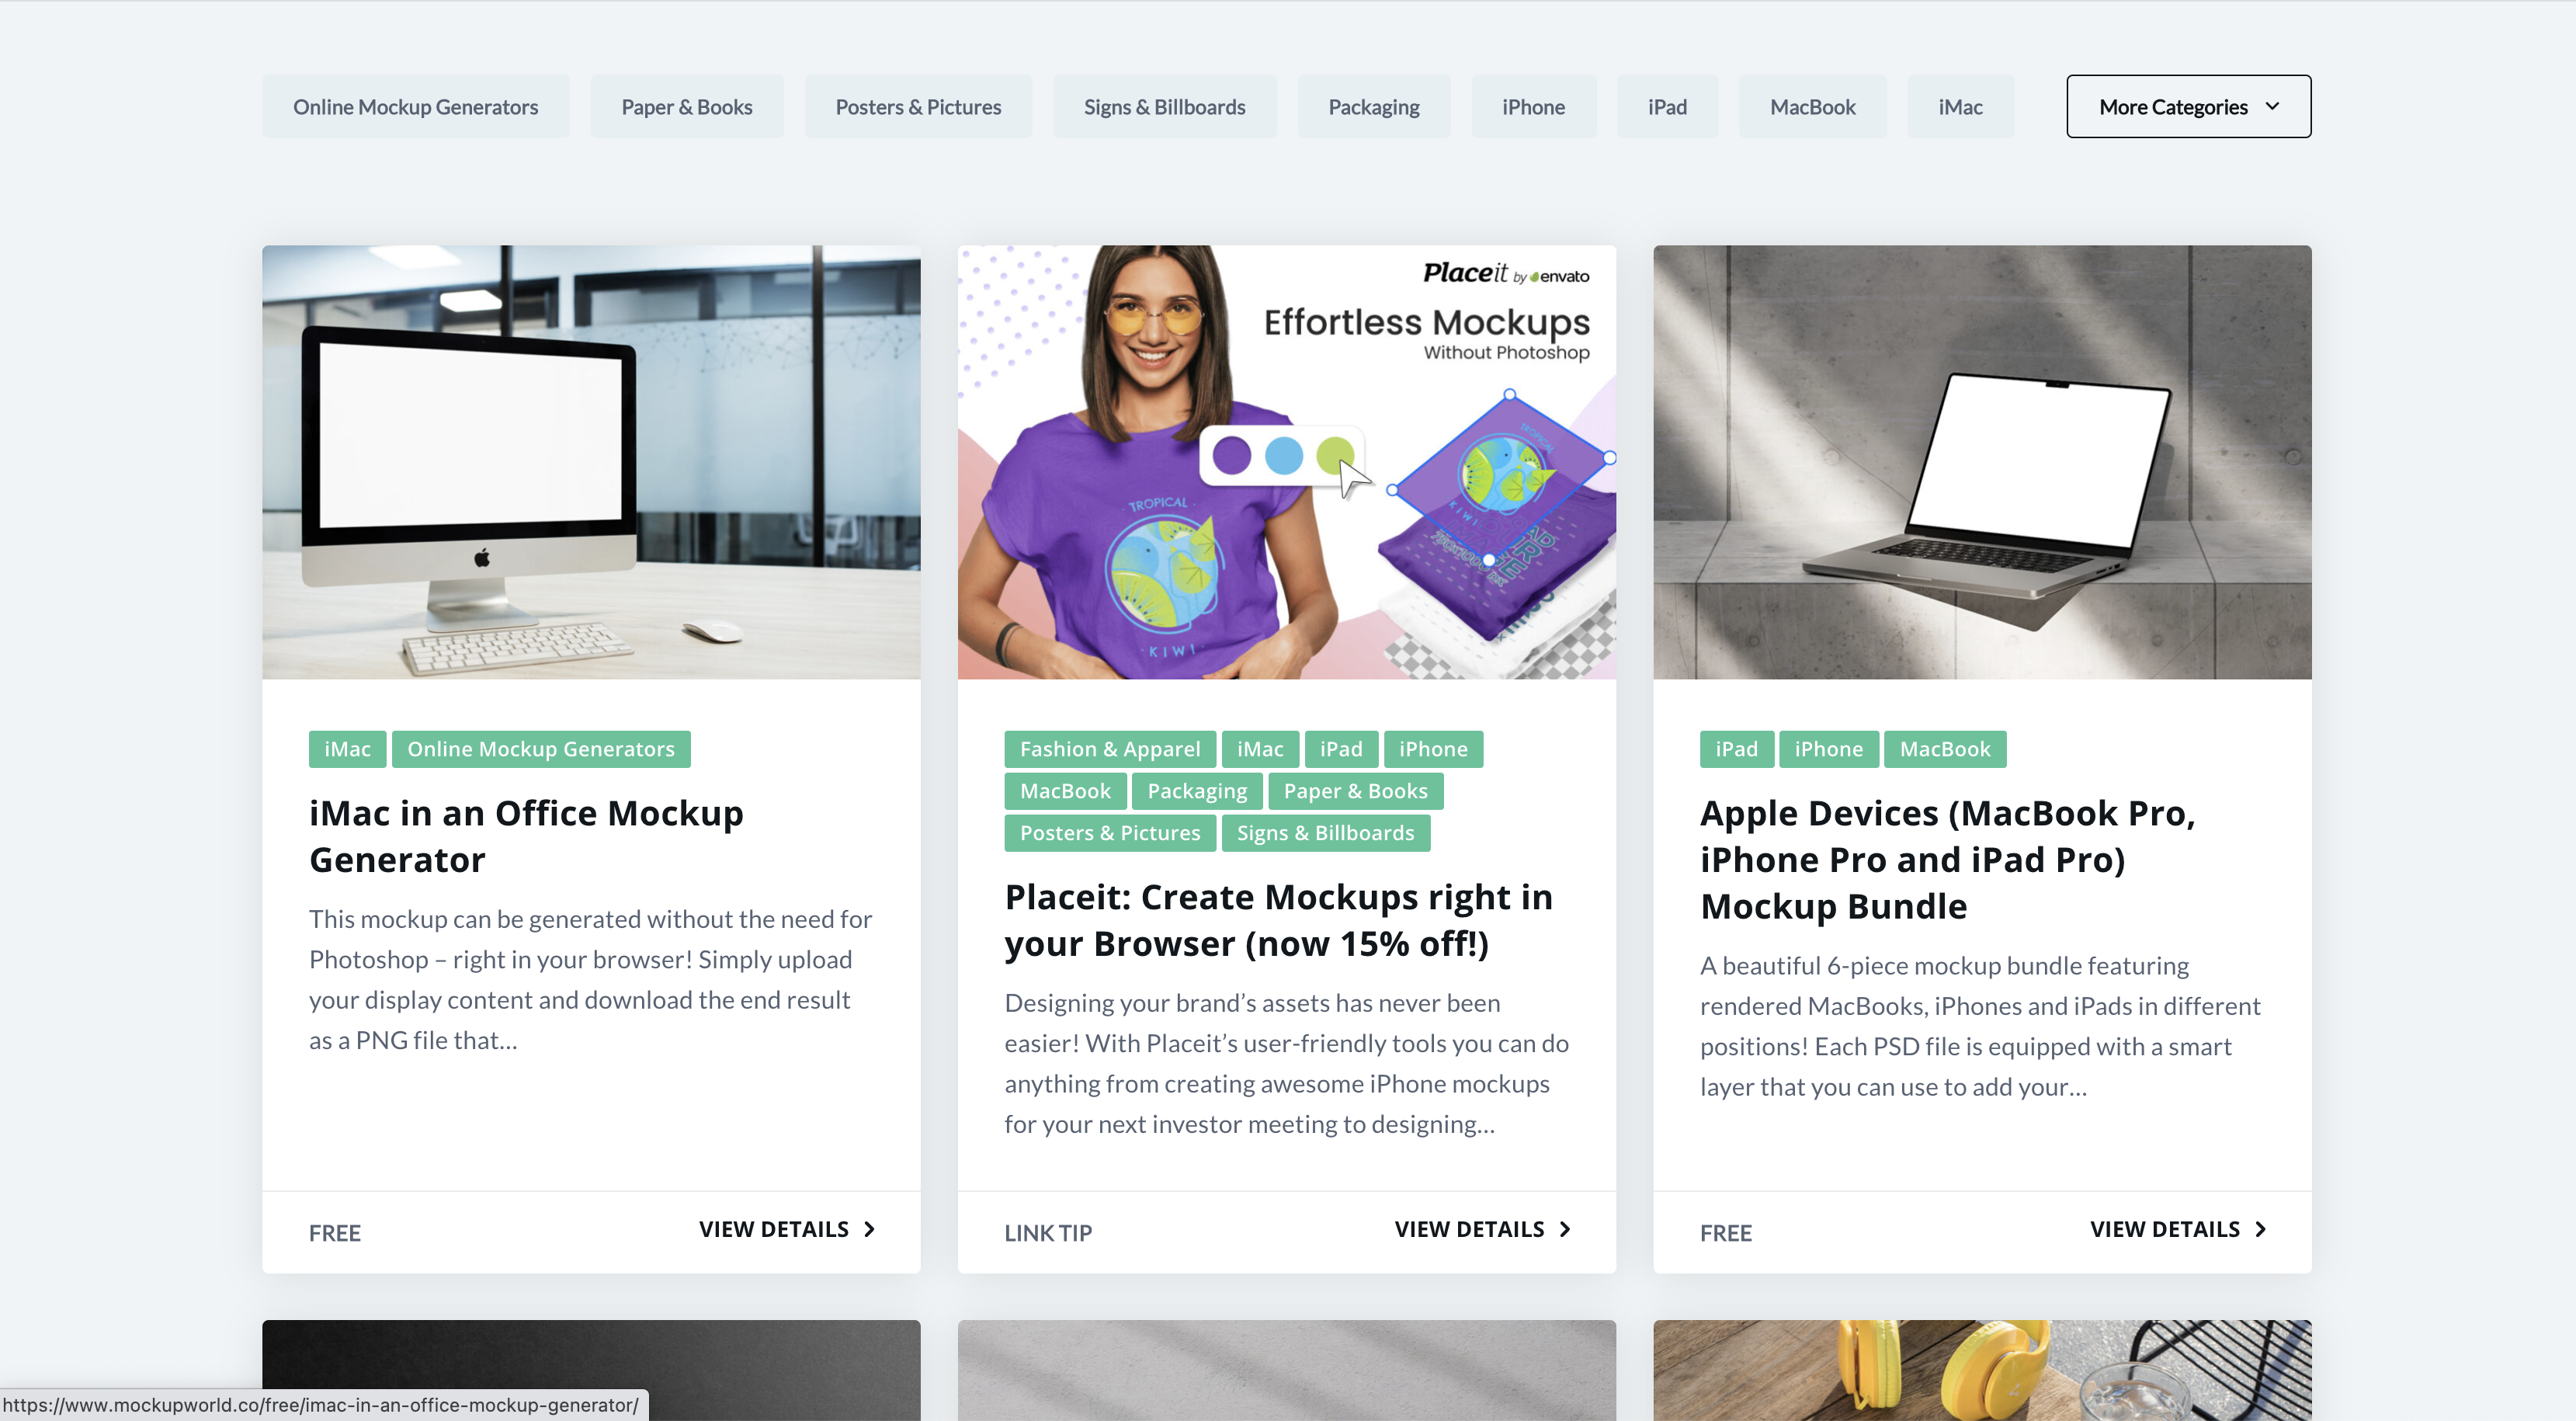 Online Mockup Generators
Paper & Books
Posters & Pictures
Signs & Billboards
Packaging
iPhone
iPad
MacBook
iMac
More Categories
iMac
Online Mockup Generators
iMac in an Office Mockup
Generator
This mockup can be generated without the need for
Photoshop – right in your browser! Simply upload
your display content and download the end result
as a PNG file that…
FREE
VIEW DETAILS
Placeit by envato
Effortless Mockups
Without Photoshop
TROPICAL
KIWI
TROPICAL
KIWI
Fashion & Apparel
iMac
iPad
iPhone
MacBook
Packaging
Paper & Books
Posters & Pictures
Signs & Billboards
Placeit: Create Mockups right in
your Browser (now 15% off!)
Designing your brand’s assets has never been
easier! With Placeit’s user-friendly tools you can do
anything from creating awesome iPhone mockups
for your next investor meeting to designing…
LINK TIP
VIEW DETAILS
iPad
iPhone
MacBook
Apple Devices (MacBook Pro,
iPhone Pro and iPad Pro)
Mockup Bundle
A beautiful 6-piece mockup bundle featuring
rendered MacBooks, iPhones and iPads in different
positions! Each PSD file is equipped with a smart
layer that you can use to add your…
FREE
VIEW DETAILS
https://www.mockupworld.co/free/imac-in-an-office-mockup-generator/